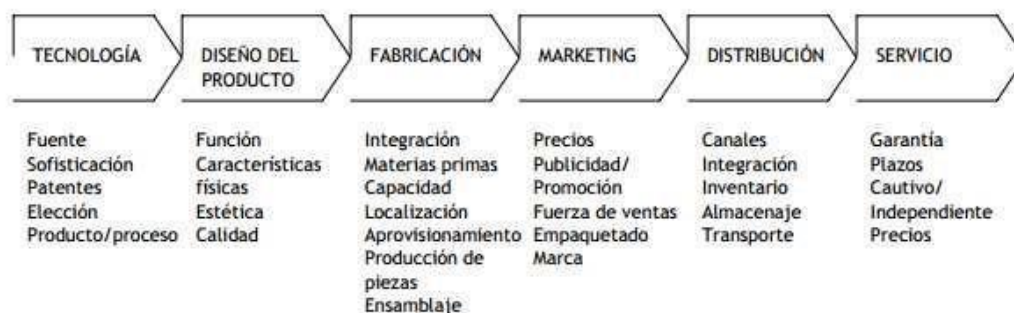 TECNOLOGÍA
DISEÑO DEL
PRODUCTO
FABRICACIÓN
MARKETING
DISTRIBUCIÓN
SERVICIO
Fuente
Sofisticación
Patentes
Elección
Producto/proceso
Función
Características
físicas
Estética
Calidad
Integración
Materias primas
Capacidad
Localización
Aprovisionamiento
Producción de
piezas
Ensamblaje
Precios
Publicidad/
Promoción
Fuerza de ventas
Empaquetado
Marca
Canales
Integración
Inventario
Almacenaje
Transporte
Garantía
Plazos
Cautivo/
Independiente
Precios